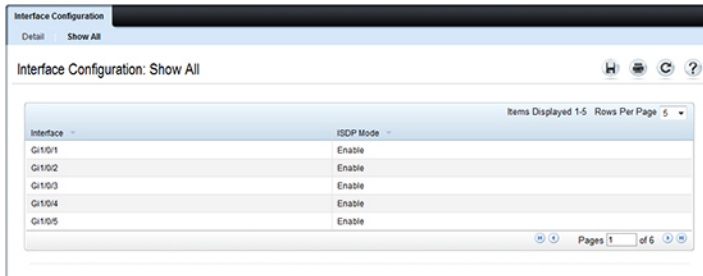 Interface Configuration
Detail Show All
Interface Configuration: Show All
Items Displayed 1-5 Rows Per Page 5
Interface ISDP Mode
Gi1/0/1 Enable
Gi1/0/2 Enable
Gi1/0/3 Enable
Gi1/0/4 Enable
Gi1/0/5 Enable
Pages 1 of 6